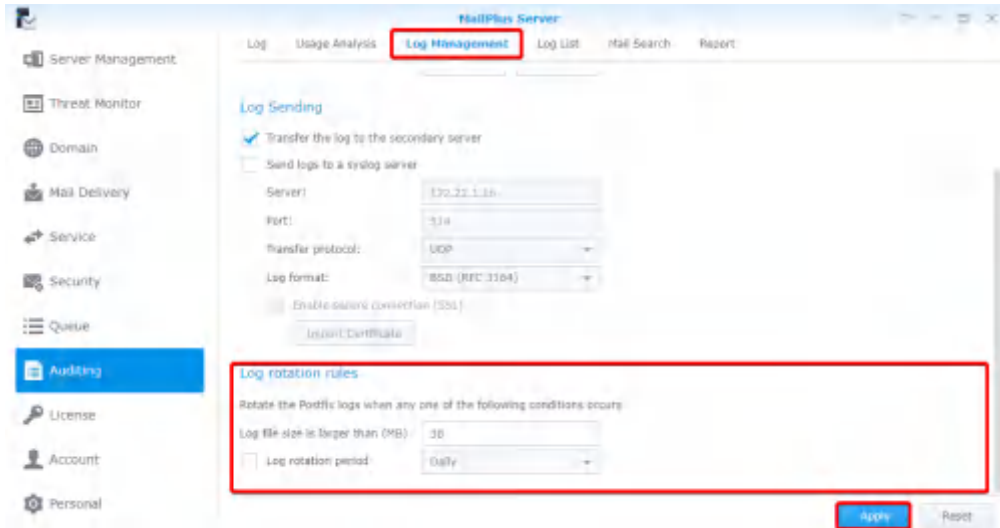 MailPlus Server
Server Management
Threat Monitor
Domain
Mail Delivery
Service
Security
Queue
Auditing
License
Account
Personal
Log Usage Analysis Log Management Log List Mail Search Report
Log Sending
Transfer the log to the secondary server
Send logs to a syslog server
Server:
Port: 514
Transfer protocol: UDP
Log format: BSD (RFC 3164)
Enable secure connection (SSL)
Import Certificate
Log rotation rules
Rotate the Postfix logs when any one of the following conditions occurs
Log file size is larger than (MB)
Log rotation period Daily
Apply Reset